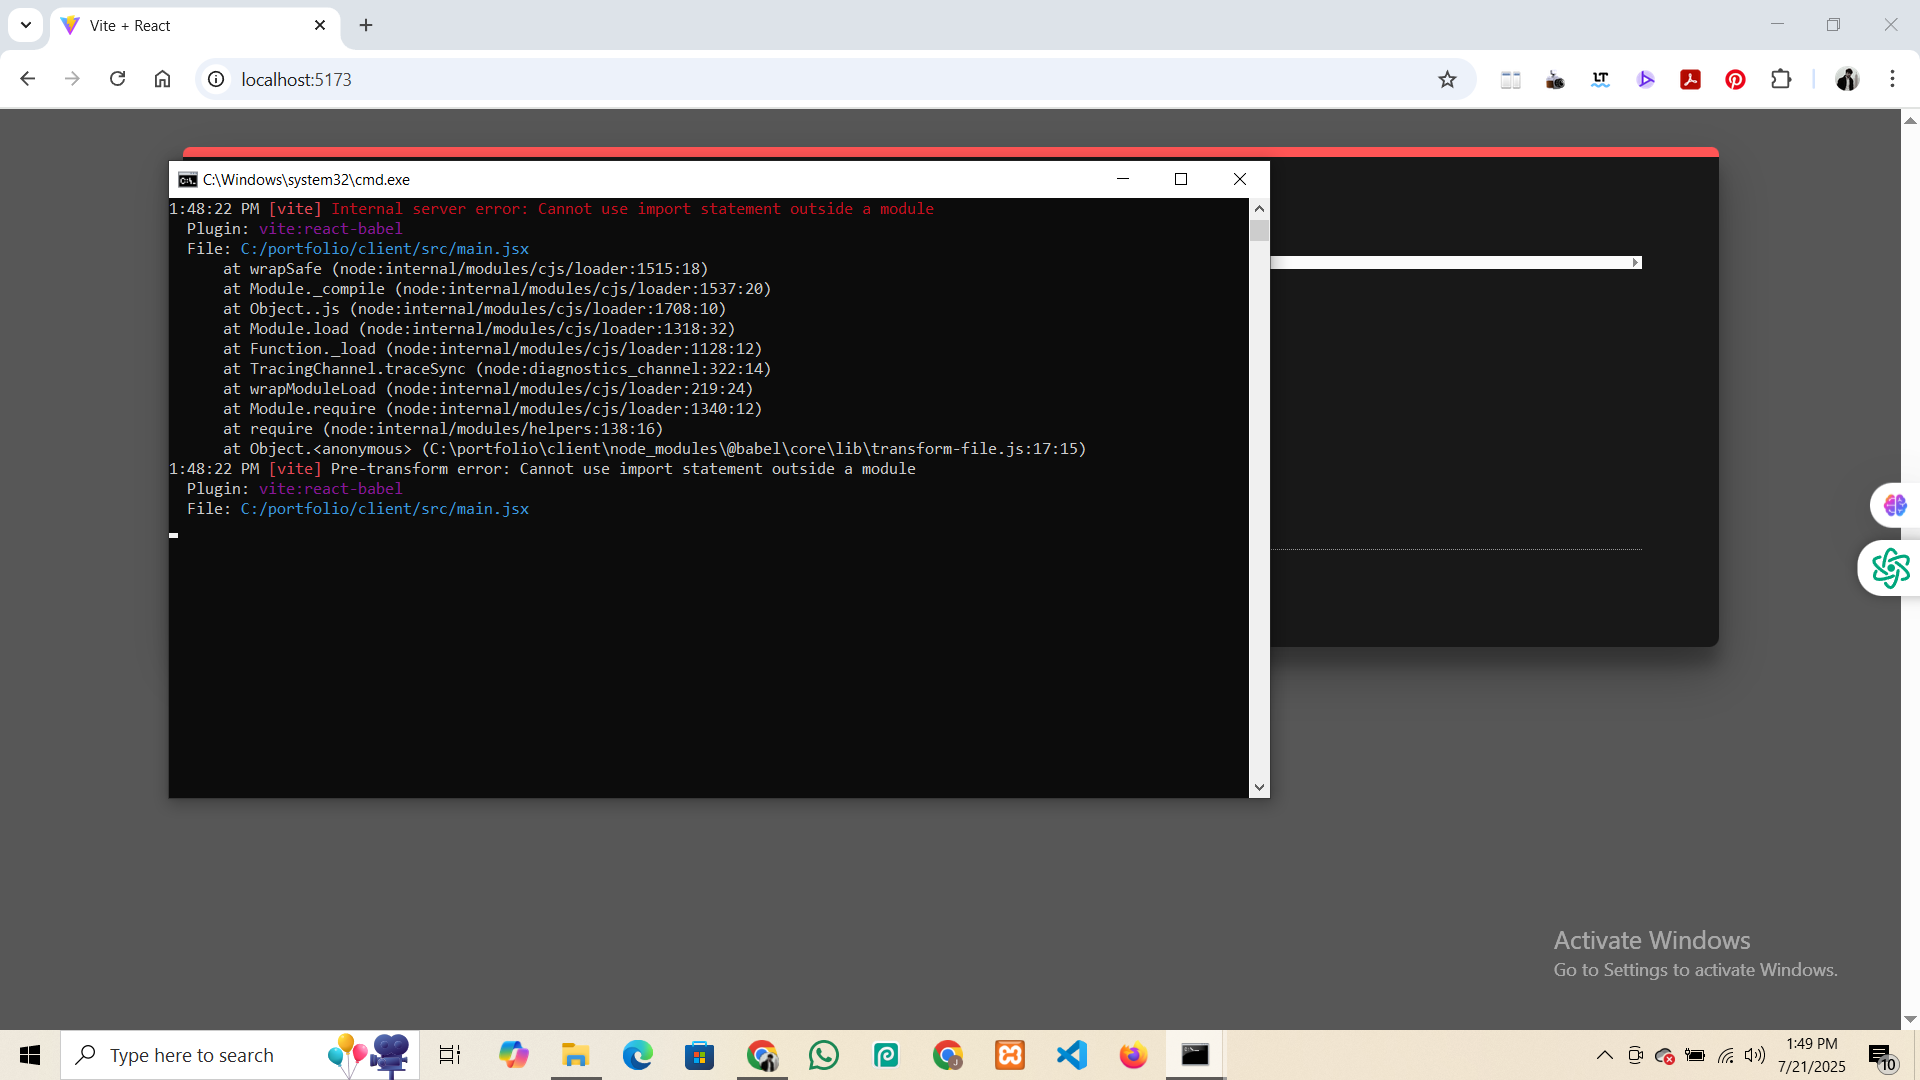 Vite + React
localhost:5173
LT
C:\Windows\system32\cmd.exe
1:48:22 PM [vite] Internal server error: Cannot use import statement outside a module
Plugin: vite:react-babel
File: C:/portfolio/client/src/main.jsx
at wrapSafe (node:internal/modules/cjs/loader:1515:18)
at Module._compile (node:internal/modules/cjs/loader:1537:20)
at Object..js (node:internal/modules/cjs/loader:1708:10)
at Module.load (node:internal/modules/cjs/loader:1318:32)
at Function._load (node:internal/modules/cjs/loader:1128:12)
at TracingChannel.traceSync (node:diagnostics_channel:322:14)
at wrapModuleLoad (node:internal/modules/cjs/loader:219:24)
at Module.require (node:internal/modules/cjs/loader:1340:12)
at require (node:internal/modules/helpers:138:16)
at Object.<anonymous> (C:\portfolio\client\node_modules\@babel\core\lib\transform-file.js:17:15)
1:48:22 PM [vite] Pre-transform error: Cannot use import statement outside a module
Plugin: vite:react-babel
File: C:/portfolio/client/src/main.jsx
Activate Windows
Go to Settings to activate Windows.
Type here to search
1:49 PM
7/21/2025
10